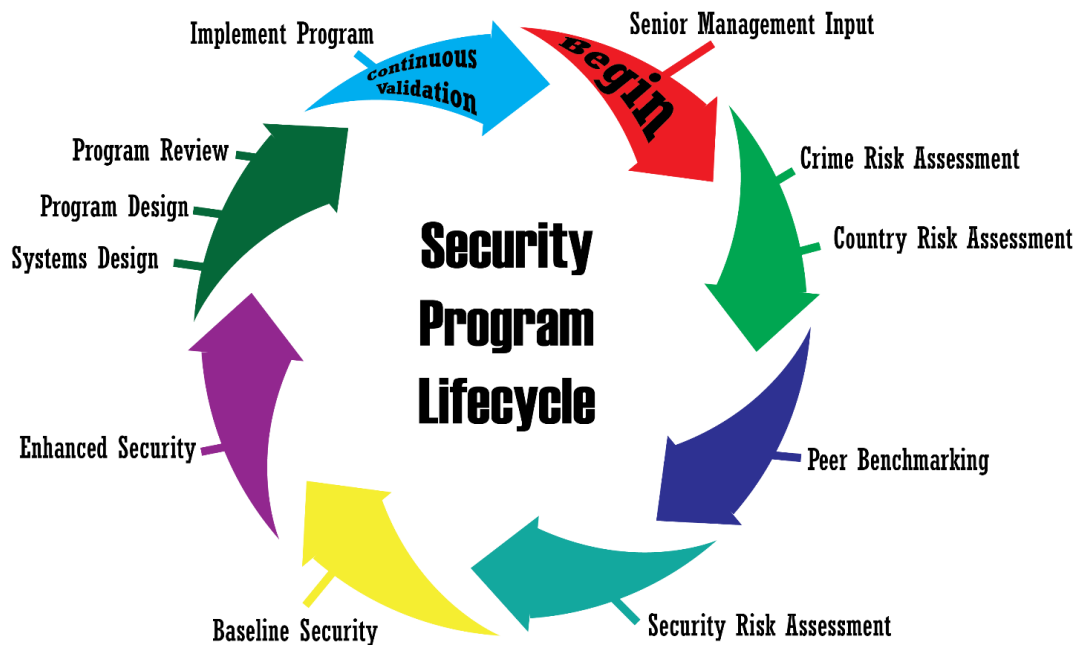 Implement Program
Continuous
Validation
Begin
Senior Management Input
Crime Risk Assessment
Country Risk Assessment
Peer Benchmarking
Security Risk Assessment
Baseline Security
Enhanced Security
Systems Design
Program Design
Program Review
Security
Program
Lifecycle